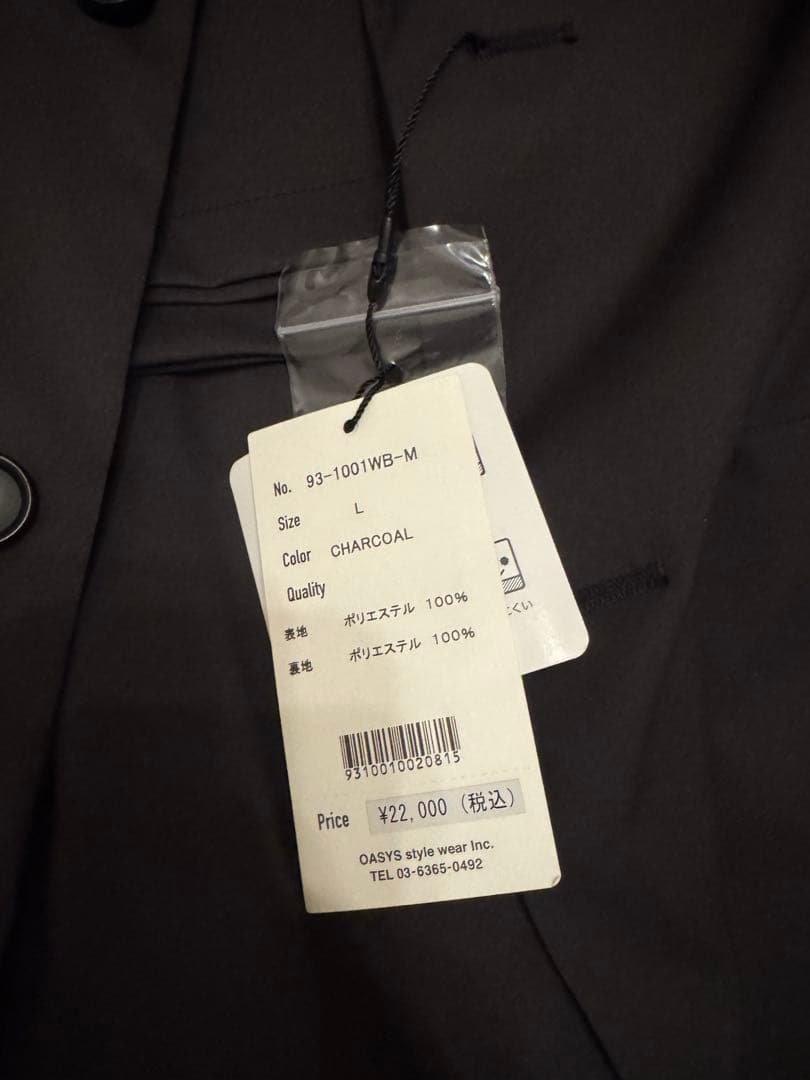 No. 93-1001WB-M
Size L
Color CHARCOAL
Quality
表地 ポリエステル 100%
裏地 ポリエステル 100%
9310010020815
Price ¥22,000 (税込)
OASYS style wear Inc.
TEL 03-6365-0492
くい